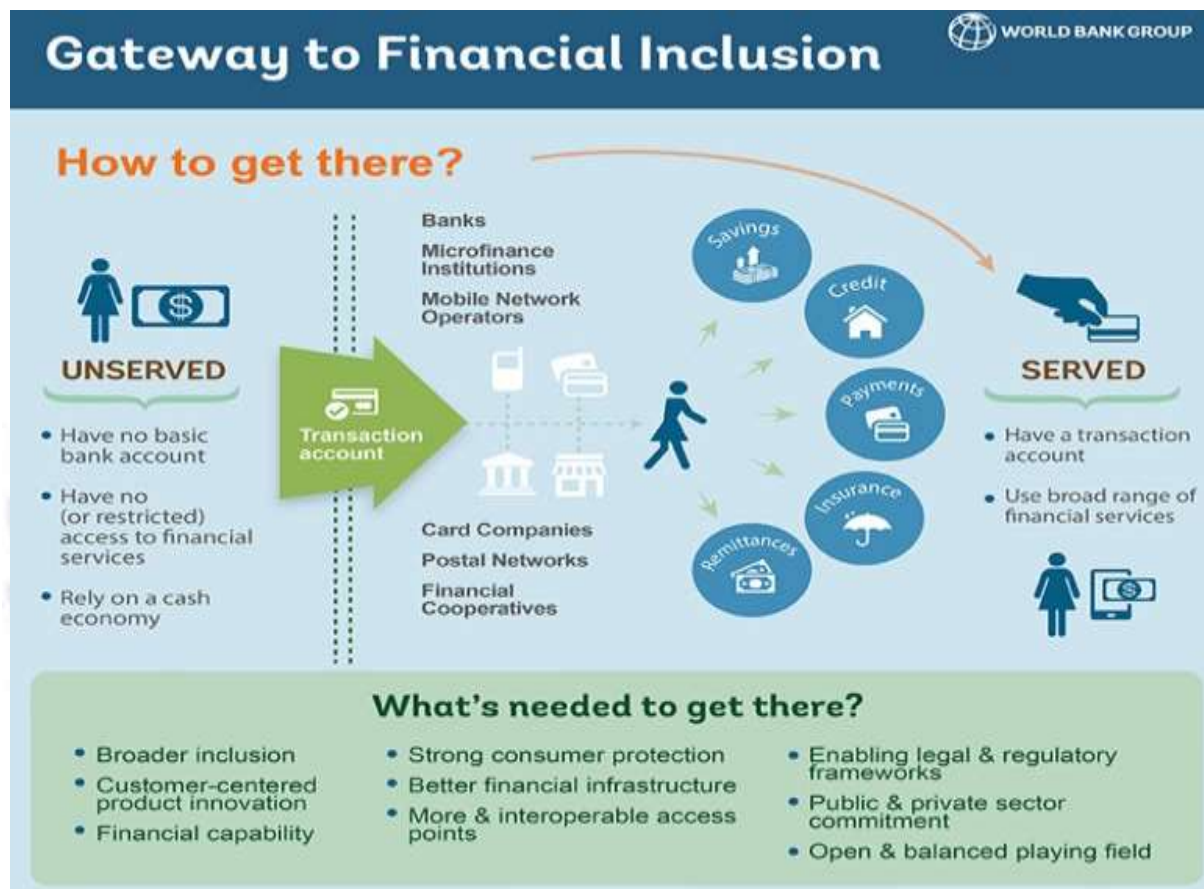 Gateway to Financial Inclusion
WORLD BANK GROUP
How to get there?
UNSERVED
• Have no basic
bank account
• Have no
(or restricted)
access to financial
services
• Rely on a cash
economy
Transaction
account
Banks
Microfinance
Institutions
Mobile Network
Operators
Card Companies
Postal Networks
Financial
Cooperatives
Savings
Credit
Payments
Insurance
Remittances
SERVED
• Have a transaction
account
• Use broad range of
financial services
What's needed to get there?
• Broader inclusion
• Customer-centered
product innovation
• Financial capability
• Strong consumer protection
• Better financial infrastructure
• More & interoperable access
points
• Enabling legal & regulatory
frameworks
• Public & private sector
commitment
• Open & balanced playing field